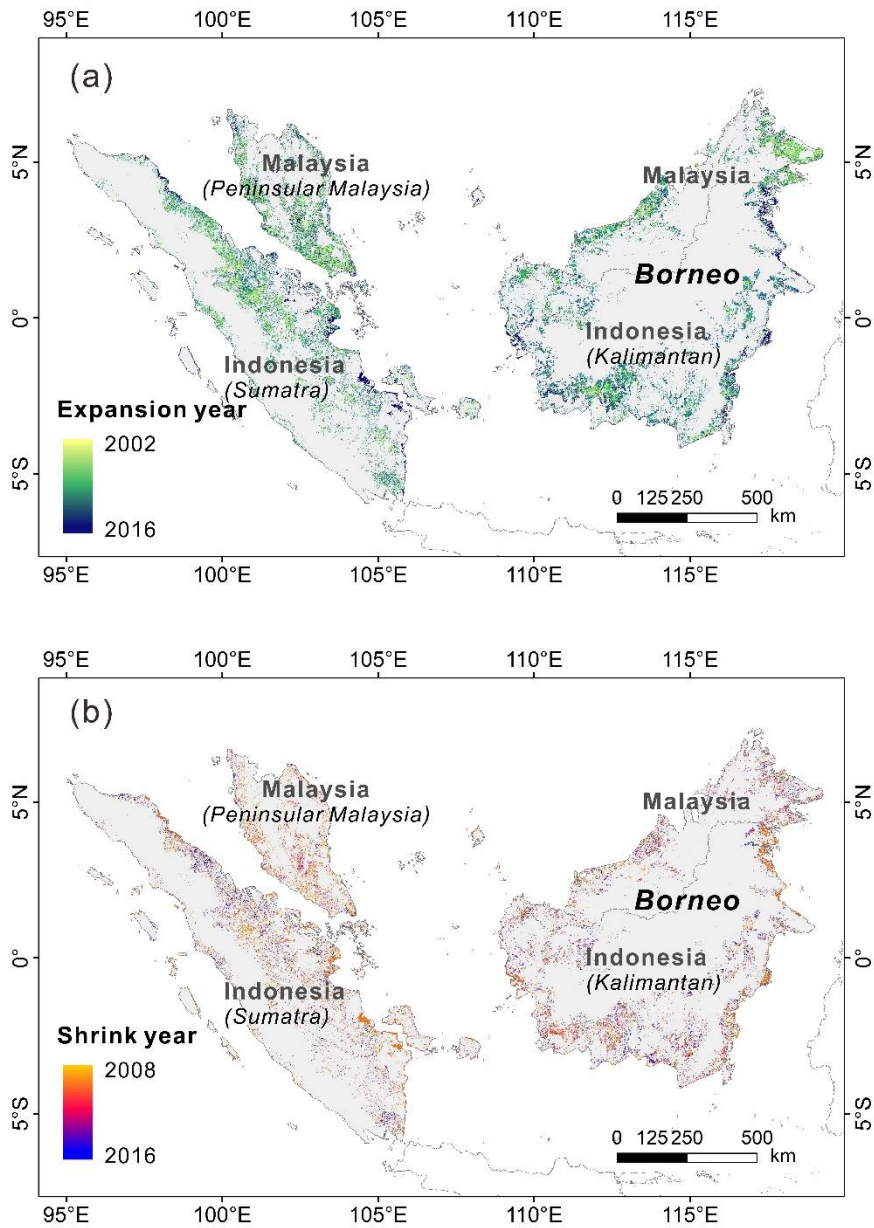 95°E 100°E 105°E 110°E 115°E
(a)
5°N 5°N
Malaysia
(Peninsular Malaysia)
Malaysia
Borneo
0° 0°
Indonesia
(Kalimantan)
Indonesia
(Sumatra)
Expansion year
2002
2016
5°S 5°S
0 125 250 500
km
95°E 100°E 105°E 110°E 115°E
95°E 100°E 105°E 110°E 115°E
(b)
5°N 5°N
Malaysia
(Peninsular Malaysia)
Malaysia
Borneo
0° 0°
Indonesia
(Kalimantan)
Indonesia
(Sumatra)
Shrink year
2008
2016
5°S 5°S
0 125 250 500
km
95°E 100°E 105°E 110°E 115°E